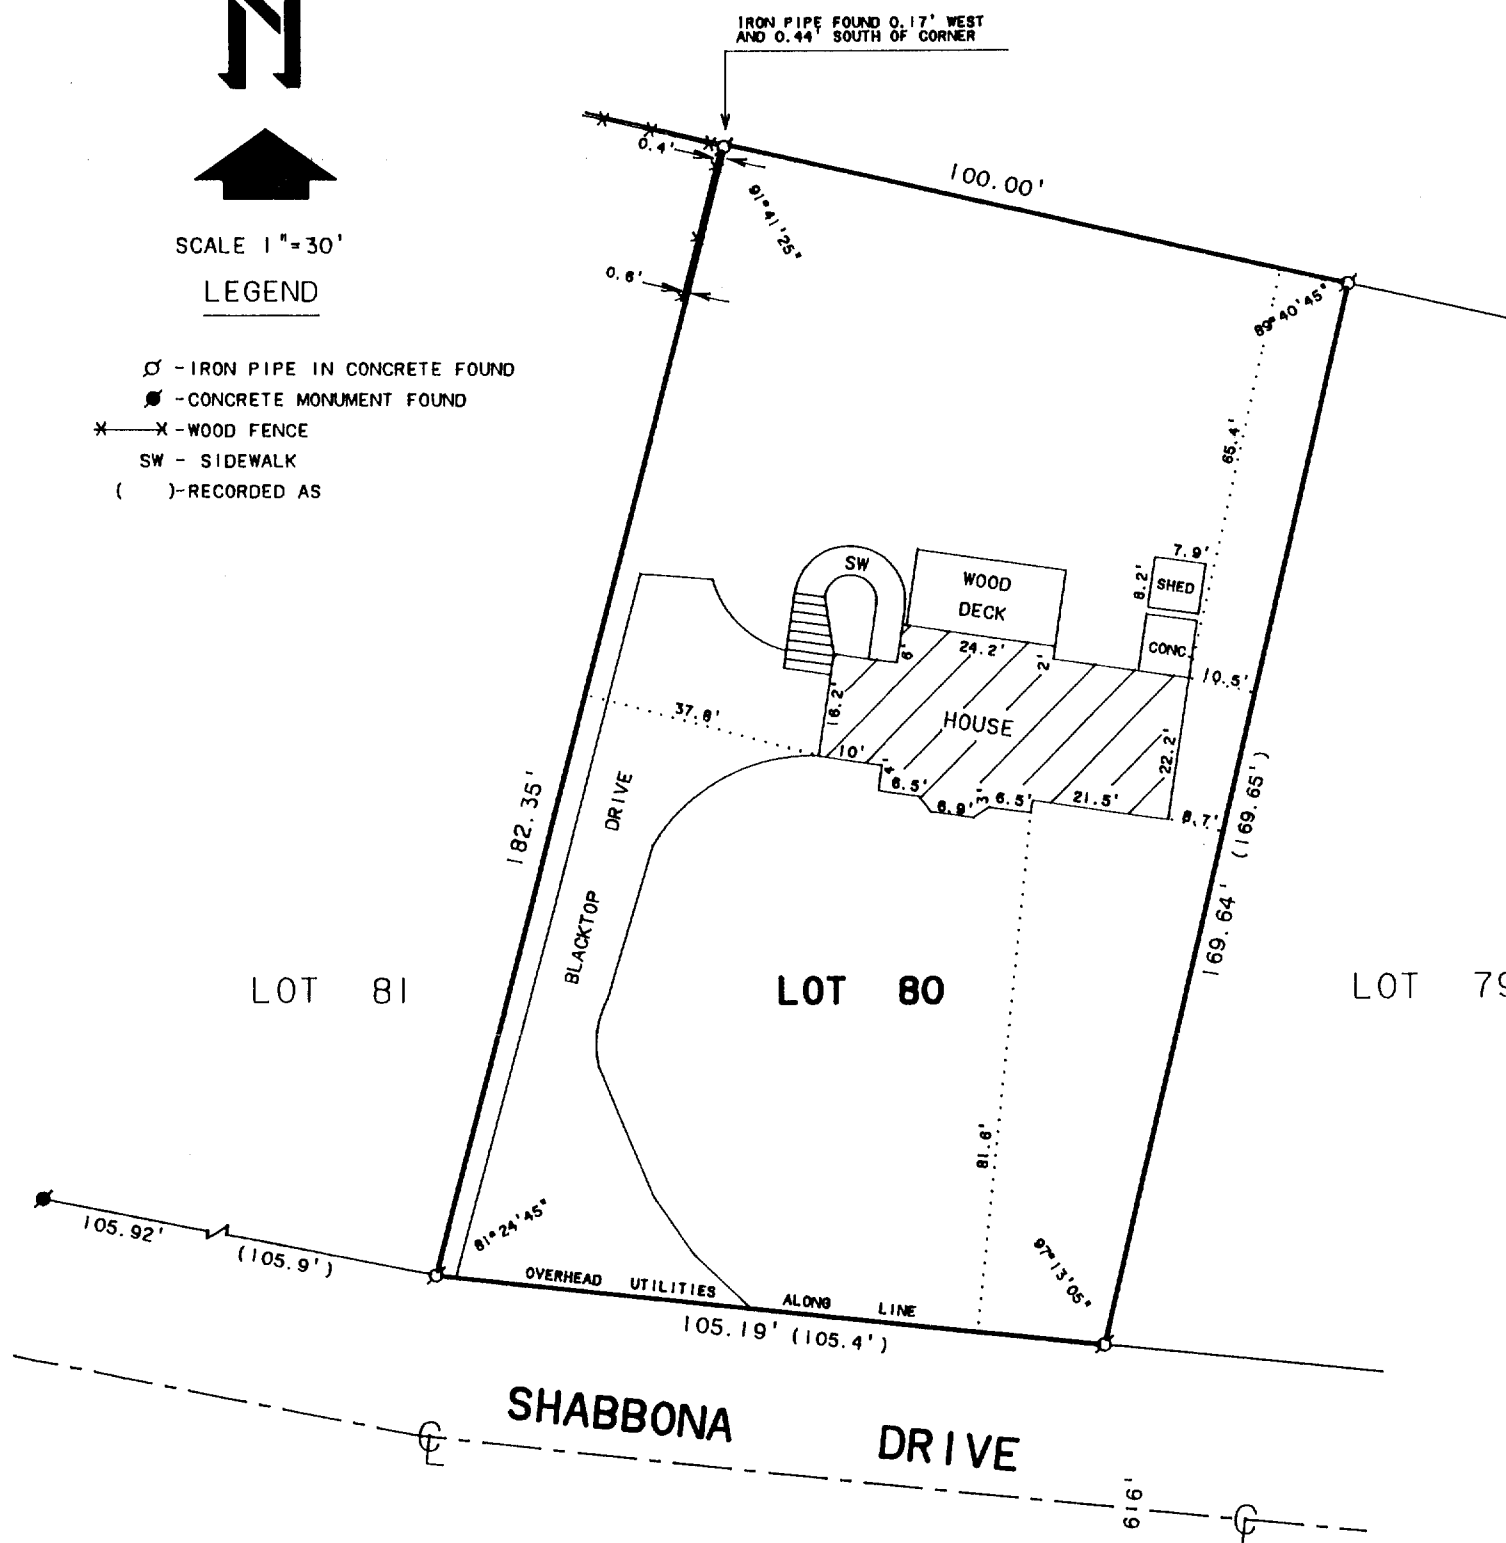 IRON PIPE FOUND 0.17' WEST
AND 0.44' SOUTH OF CORNER
N
SCALE 1"=30'
LEGEND
-IRON PIPE IN CONCRETE FOUND
-CONCRETE MONUMENT FOUND
X X -WOOD FENCE
SW - SIDEWALK
( )-RECORDED AS
0.4'
91°41'25"
100.00'
0.6'
89°40'45"
65.4'
SW
WOOD
DECK
7.9'
8.2'
SHED
CONC.
6'
24.2'
2'
10.5'
16.2'
HOUSE
37.8'
10'
4'
6.5'
6.9'
3'
6.5'
21.5'
22.2'
8.7'
182.35'
BLACKTOP DRIVE
169.64' (169.65')
LOT 81
LOT 80
LOT 79
81.6'
105.92'
(105.9')
81°24'45"
97°13'05"
OVERHEAD UTILITIES ALONG LINE
105.19' (105.4')
SHABBONA DRIVE
CL
CL